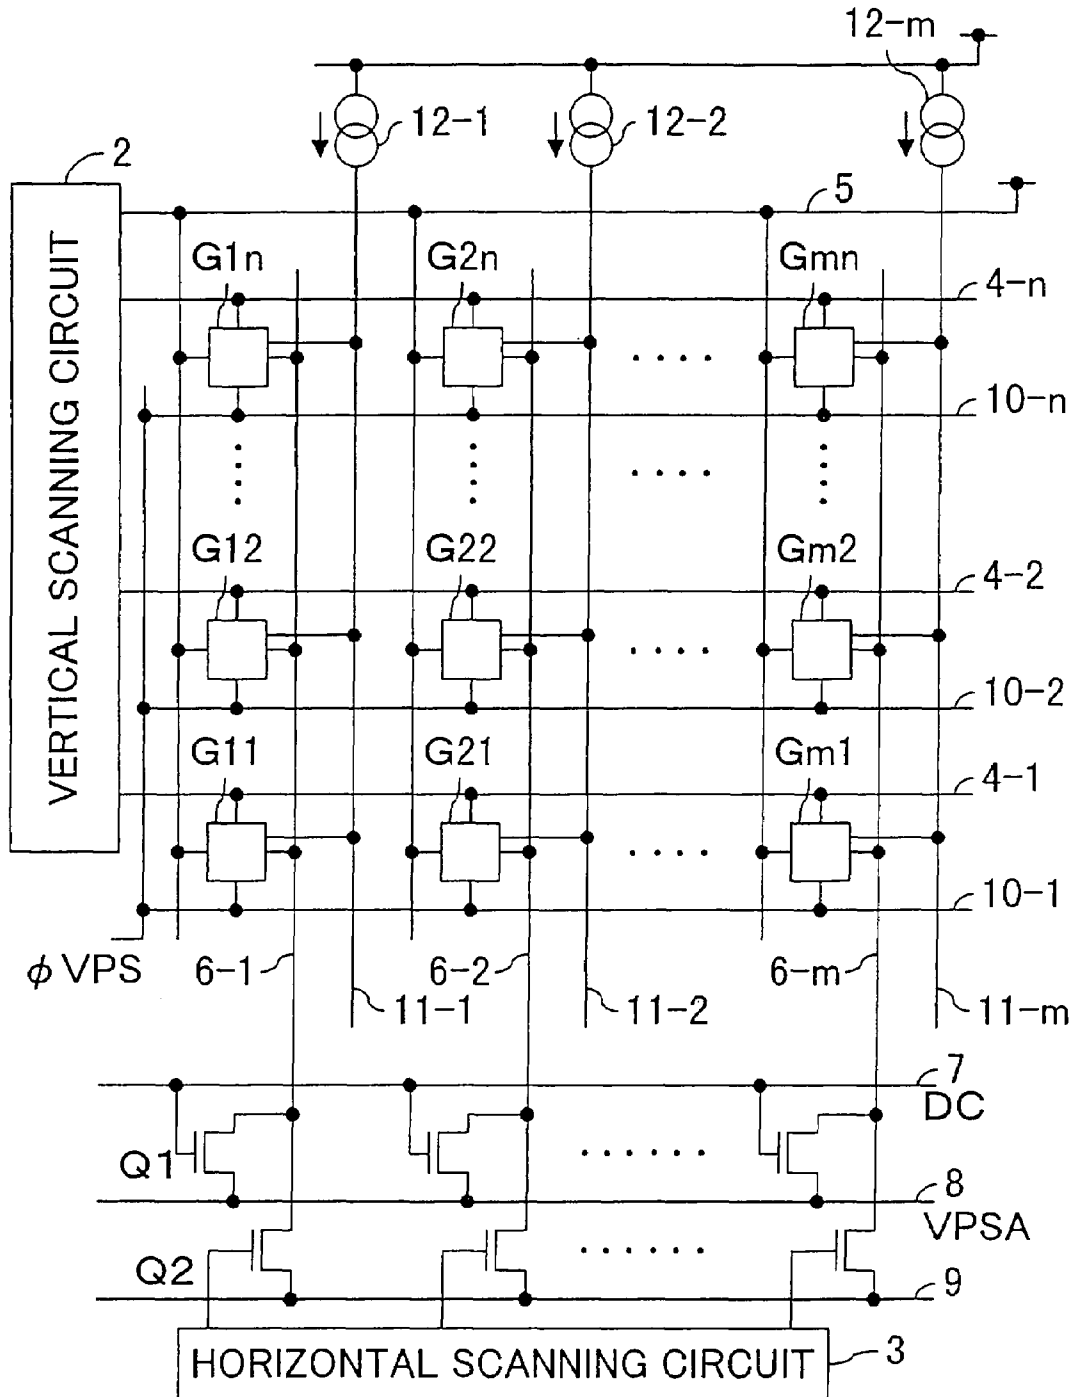 12-m
12-1
12-2
2
5
VERTICAL SCANNING CIRCUIT
G1n
G2n
Gmn
4-n
10-n
G12
G22
Gm2
4-2
10-2
G11
G21
Gm1
4-1
10-1
φVPS
6-1
6-2
6-m
11-1
11-2
11-m
7
DC
Q1
8
VPSA
Q2
9
HORIZONTAL SCANNING CIRCUIT
3